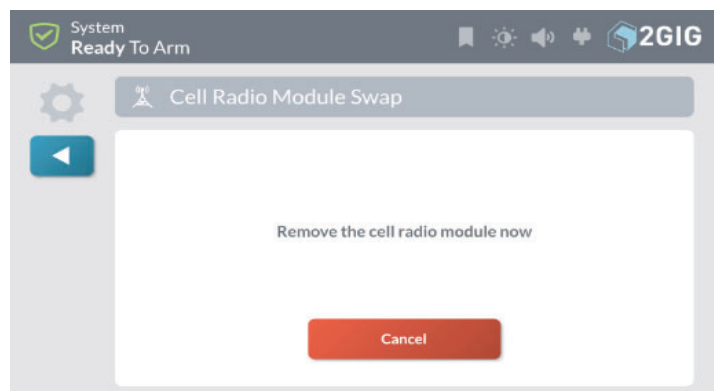 System
Ready To Arm
2GIG
Cell Radio Module Swap
Remove the cell radio module now
Cancel